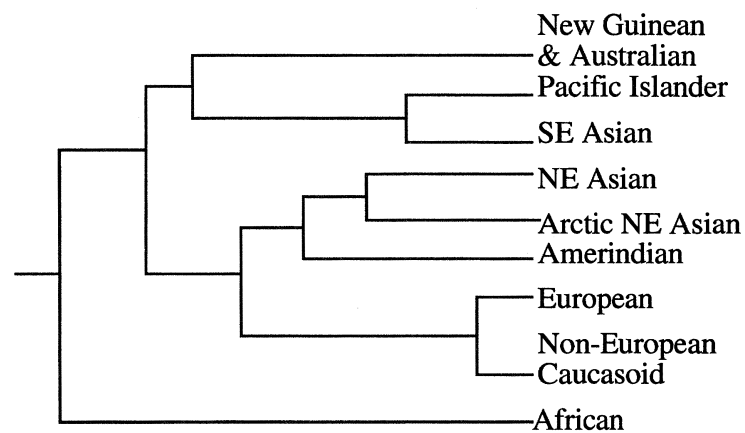 New Guinean
& Australian
Pacific Islander
SE Asian
NE Asian
Arctic NE Asian
Amerindian
European
Non-European
Caucasoid
African